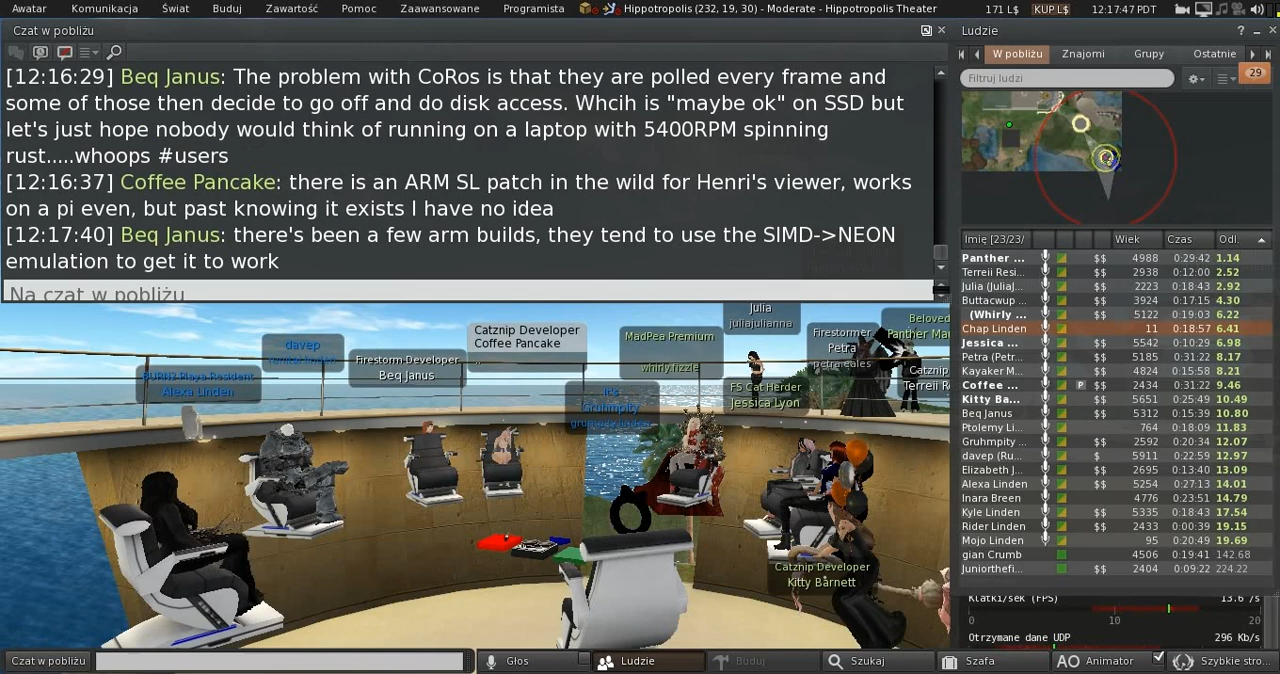 Awatar Komunikacja Świat Buduj Zawartość Pomoc Zaawansowane Programista Hippotropolis (232, 19, 30) - Moderate - Hippotropolis Theater 171 L$ KUP L$ 12:17:47 PDT
Czat w pobliżu
[12:16:29] Beq Janus: The problem with CoRos is that they are polled every frame and
some of those then decide to go off and do disk access. Whcih is "maybe ok" on SSD but
let's just hope nobody would think of running on a laptop with 5400RPM spinning
rust.....whoops #users
[12:16:37] Coffee Pancake: there is an ARM SL patch in the wild for Henri's viewer, works
on a pi even, but past knowing it exists I have no idea
[12:17:40] Beq Janus: there's been a few arm builds, they tend to use the SIMD->NEON
emulation to get it to work
Na czat w pobliżu
Ludzie
W pobliżu Znajomi Grupy Ostatnie
29
Filtruj ludzi
Imię [23/23/ Wiek Czas Odl.
Panther ... $$ 4988 0:29:42 1.14
Terreii Resi... $$ 2938 0:12:00 2.52
Julia (JuliaJ... $$ 2223 0:18:43 2.92
Buttacwup ... $$ 3924 0:17:15 4.30
(Whirly ... $$ 5122 0:19:03 6.22
Chap Linden 11 0:18:57 6.41
Jessica ... $$ 5542 0:10:29 6.98
Petra (Petr... $$ 5185 0:31:22 8.17
Kayaker M... $$ 4824 0:15:58 8.21
Coffee ... P $$ 2434 0:31:22 9.46
Kitty Ba... $$ 5651 0:25:49 10.49
Beq Janus $$ 5312 0:15:39 10.80
Ptolemy Li... 764 0:18:09 11.83
Gruhmpity ... $$ 2592 0:20:34 12.07
davep (Ru... $ 5911 0:22:59 12.97
Elizabeth J... $$ 2695 0:13:40 13.09
Alexa Linden $$ 5254 0:27:13 14.01
Inara Breen 4776 0:23:51 14.79
Kyle Linden $$ 5335 0:18:43 17.54
Rider Linden $$ 2433 0:00:39 19.15
Mojo Linden 95 0:20:49 19.69
gian Crumb 4506 0:19:41 142.68
Juniorthefi... $$ 2404 0:09:22 224.22
Klatki/sek (FPS) 13.6 /s
0 10 20
Otrzymane dane UDP 296 Kb/s
Julia
juliajulianna
Beloved
Panther
Catznip Developer
Coffee Pancake
MadPea Premium
whirly.fizzle
Firestormer
Petra
petra.eales
davep
Firestorm Developer
Beq Janus
BURN2 Playa Resident
Alexa Linden
It's
Gruhmpity
FS Cat Herder
Jessica Lyon
Catznip
Terreii
Catznip Developer
Kitty Barnett
Czat w pobliżu Głos Ludzie Buduj Szukaj Szafa AO Animator Szybkie stro...